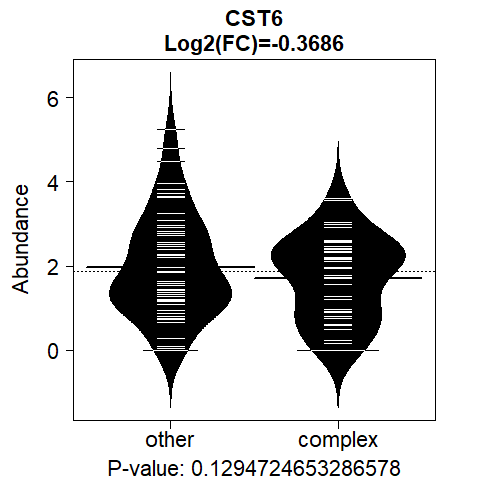 CST6
Log2(FC)=-0.3686
Abundance
6
4
2
0
other complex
P-value: 0.1294724653286578